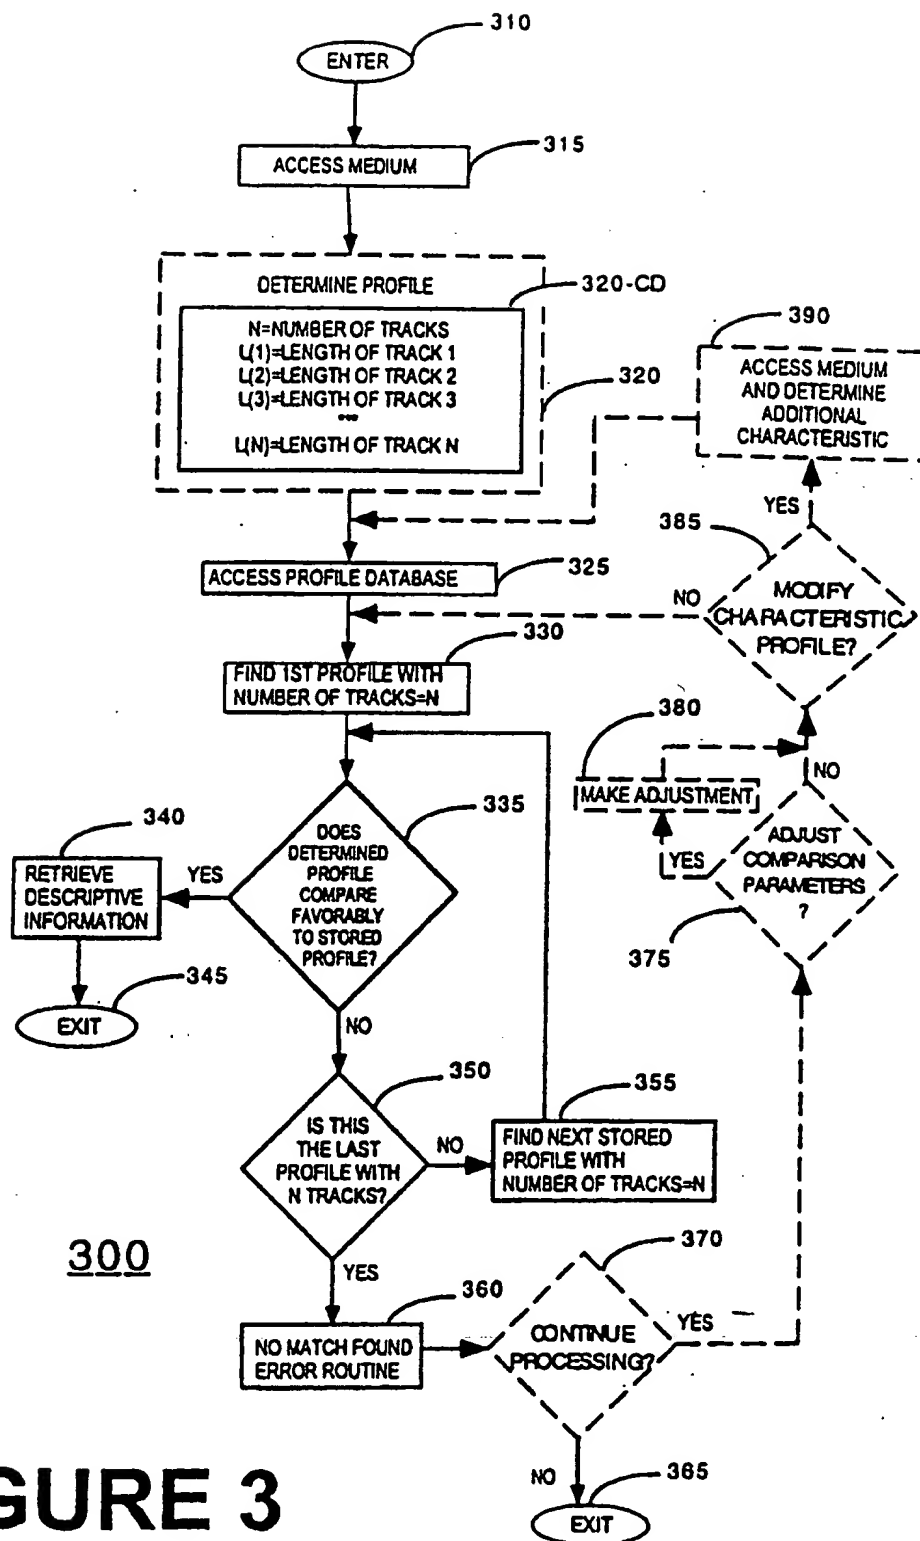 310
ENTER
315
ACCESS MEDIUM
DETERMINE PROFILE
320-CD
N=NUMBER OF TRACKS
L(1)=LENGTH OF TRACK 1
L(2)=LENGTH OF TRACK 2
L(3)=LENGTH OF TRACK 3
•••
L(N)=LENGTH OF TRACK N
320
390
ACCESS MEDIUM
AND DETERMINE
ADDITIONAL
CHARACTERISTIC
YES
385
MODIFY
CHARACTERISTIC
PROFILE?
NO
ACCESS PROFILE DATABASE
325
330
FIND 1ST PROFILE WITH
NUMBER OF TRACKS=N
380
MAKE ADJUSTMENT
NO
YES
ADJUST
COMPARISON
PARAMETERS
?
375
335
DOES
DETERMINED
PROFILE
COMPARE
FAVORABLY
TO STORED
PROFILE?
YES
340
RETRIEVE
DESCRIPTIVE
INFORMATION
345
EXIT
NO
350
IS THIS
THE LAST
PROFILE WITH
N TRACKS?
NO
355
FIND NEXT STORED
PROFILE WITH
NUMBER OF TRACKS=N
300
YES
360
NO MATCH FOUND
ERROR ROUTINE
370
CONTINUE
PROCESSING?
YES
NO
365
EXIT
GURE 3